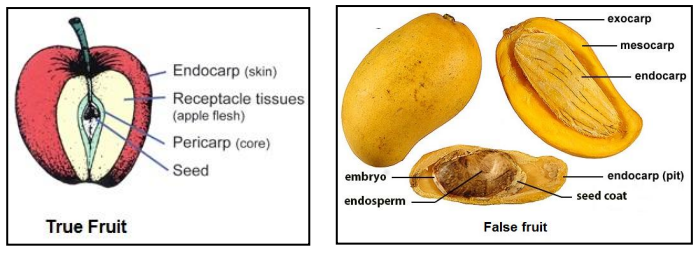 Endocarp (skin)
Receptacle tissues
(apple flesh)
Pericarp (core)
Seed
True Fruit
exocarp
mesocarp
endocarp
embryo
endosperm
endocarp (pit)
seed coat
False fruit